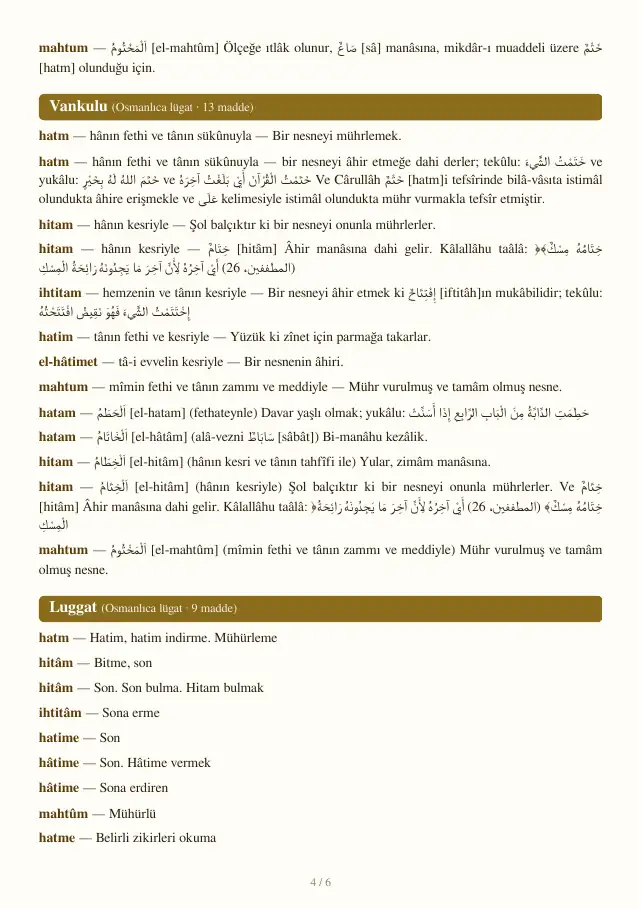 mahtum — اَلْمَخْتُومُ [el-mahtûm] Ölçeğe ıtlâk olunur, صَاعٌ [sâ] manâsına, mikdâr-ı muaddeli üzere خَتْمٌ
[hatm] olunduğu için.
Vankulu (Osmanlıca lügat · 13 madde)
hatm — hânın fethi ve tânın sükûnuyla — Bir nesneyi mührlemek.
hatm — hânın fethi ve tânın sükûnuyla — bir nesneyi âhir etmeğe dahi derler; tekûlu: خَتَمْتُ الشَّيْءَ ve
yukâlu: خَتَمَ اللهُ لَهُ بِخَيْرٍ ve خَتَمْتُ الْقُرْآنَ أَيْ بَلَغْتُ آخِرَهُ Ve Cârullâh خَتْمٌ [hatm]i tefsîrinde bilâ-vâsıta istimâl
olundukta âhire erişmekle ve عَلَى kelimesiyle istimâl olundukta mühr vurmakla tefsîr etmiştir.
hitam — hânın kesriyle — Şol balçıktır ki bir nesneyi onunla mührlerler.
hitam — hânın kesriyle — خِتَامٌ [hitâm] Âhir manâsına dahi gelir. Kâlallâhu taâlâ: ﴿﴿خِتَامُهُ مِسْكٌ
(المطففين، 26) أَيْ آخِرُهُ لِأَنَّ آخِرَ مَا يَجِدُونَهُ رَائِحَةُ الْمِسْكِ
ihtitam — hemzenin ve tânın kesriyle — Bir nesneyi âhir etmek ki إِفْتِتَاحٌ [iftitâh]ın mukâbilidir; tekûlu:
إِخْتَتَمْتُ الشَّيْءَ فَهُوَ نَقِيضُ افْتَتَحْتُهُ
hatim — tânın fethi ve kesriyle — Yüzük ki zînet için parmağa takarlar.
el-hâtimet — tâ-i evvelin kesriyle — Bir nesnenin âhiri.
mahtum — mîmin fethi ve tânın zammı ve meddiyle — Mühr vurulmuş ve tamâm olmuş nesne.
hatam — اَلْحَطَمُ [el-hatam] (fethateynle) Davar yaşlı olmak; yukâlu: حَطِمَتِ الدَّابَّةُ مِنَ الْبَابِ الرَّابِعِ إِذَا أَسَنَّتْ
hatam — اَلْخَاتَامُ [el-hâtâm] (alâ-vezni سَابَاطٌ [sâbât]) Bi-manâhu kezâlik.
hitam — اَلْخِطَامُ [el-hitâm] (hânın kesri ve tânın tahfîfi ile) Yular, zimâm manâsına.
hitam — اَلْخِتَامُ [el-hitâm] (hânın kesriyle) Şol balçıktır ki bir nesneyi onunla mührlerler. Ve خِتَامٌ
[hitâm] Âhir manâsına dahi gelir. Kâlallâhu taâlâ: ﴿خِتَامُهُ مِسْكٌ﴾ (المطففين، 26) أَيْ آخِرُهُ لِأَنَّ آخِرَ مَا يَجِدُونَهُ رَائِحَةُ
الْمِسْكِ
mahtum — اَلْمَخْتُومُ [el-mahtûm] (mîmin fethi ve tânın zammı ve meddiyle) Mühr vurulmuş ve tamâm
olmuş nesne.
Luggat (Osmanlıca lügat · 9 madde)
hatm — Hatim, hatim indirme. Mühürleme
hitâm — Bitme, son
hitâm — Son. Son bulma. Hitam bulmak
ihtitâm — Sona erme
hatime — Son
hâtime — Son. Hâtime vermek
hâtime — Sona erdiren
mahtûm — Mühürlü
hatme — Belirli zikirleri okuma
4 / 6